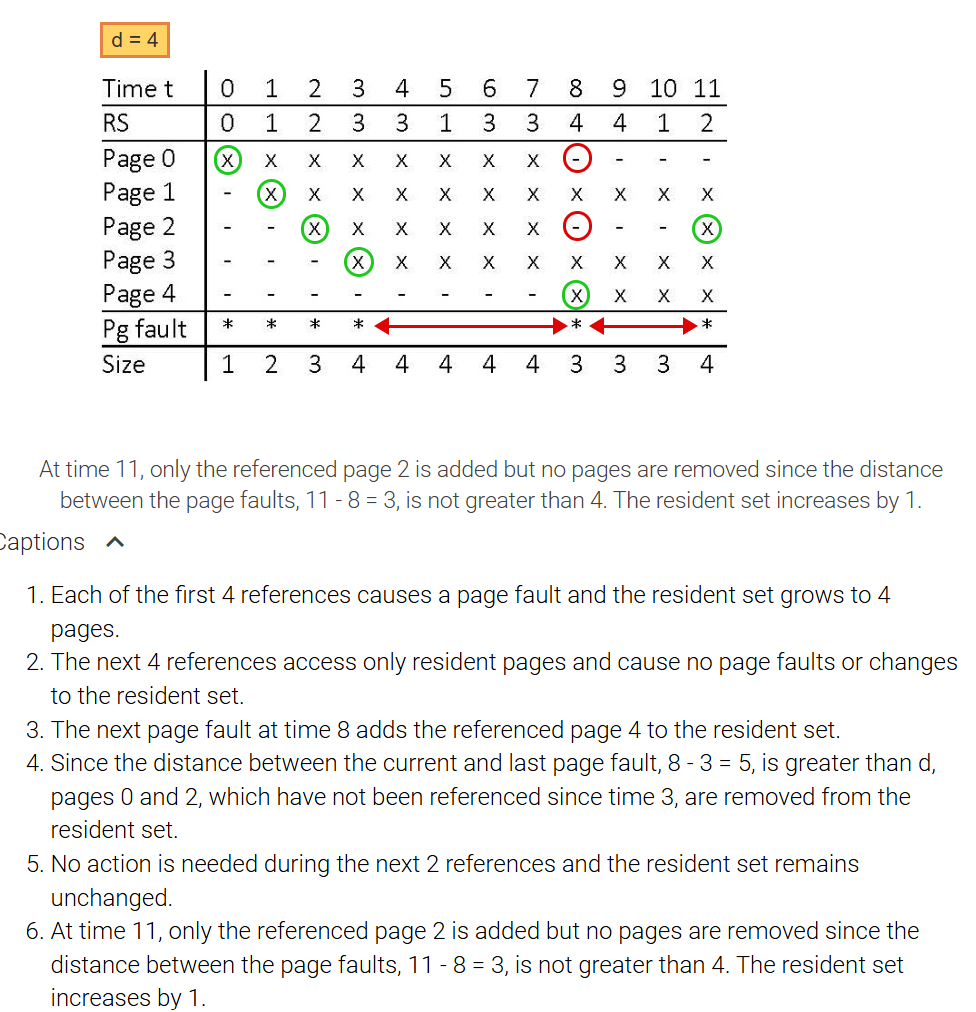 d = 4
Time t 0 1 2 3 4 5 6 7 8 9 10 11
RS 0 1 2 3 3 1 3 3 4 4 1 2
Page 0 x x x x x x x x - - - -
Page 1 - x x x x x x x x x x x
Page 2 - - x x x x x x - - - x
Page 3 - - - x x x x x x x x x
Page 4 - - - - - - - - x x x x
Pg fault * * * * * *
Size 1 2 3 4 4 4 4 4 3 3 3 4
At time 11, only the referenced page 2 is added but no pages are removed since the distance
between the page faults, 11 - 8 = 3, is not greater than 4. The resident set increases by 1.
Captions
1. Each of the first 4 references causes a page fault and the resident set grows to 4
pages.
2. The next 4 references access only resident pages and cause no page faults or changes
to the resident set.
3. The next page fault at time 8 adds the referenced page 4 to the resident set.
4. Since the distance between the current and last page fault, 8 - 3 = 5, is greater than d,
pages 0 and 2, which have not been referenced since time 3, are removed from the
resident set.
5. No action is needed during the next 2 references and the resident set remains
unchanged.
6. At time 11, only the referenced page 2 is added but no pages are removed since the
distance between the page faults, 11 - 8 = 3, is not greater than 4. The resident set
increases by 1.